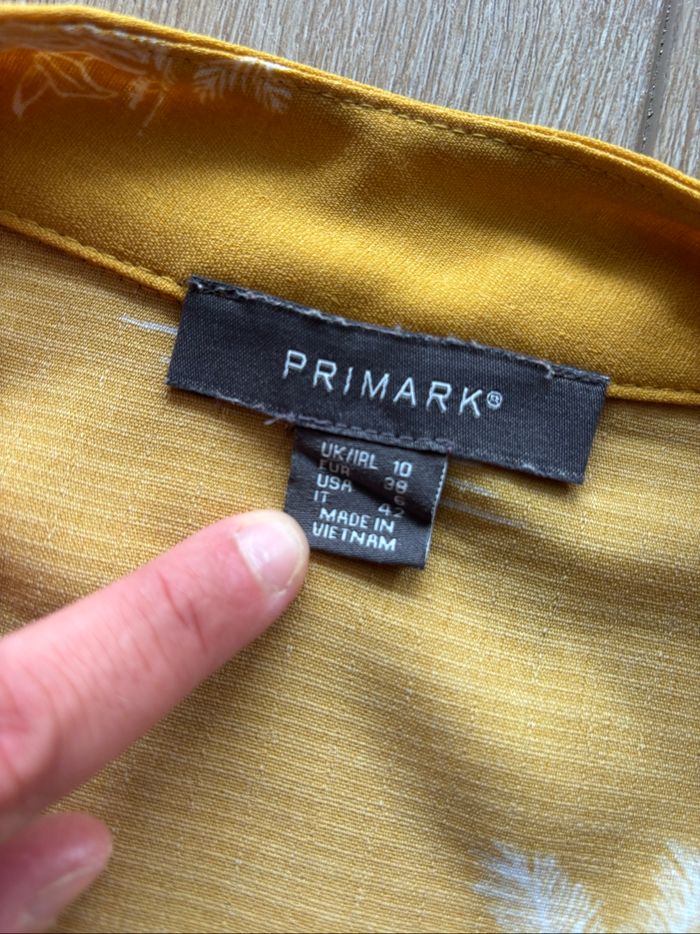 PRIMARK®
UK/IRL 10
EUR 38
USA 6
IT 42
MADE IN
VIETNAM